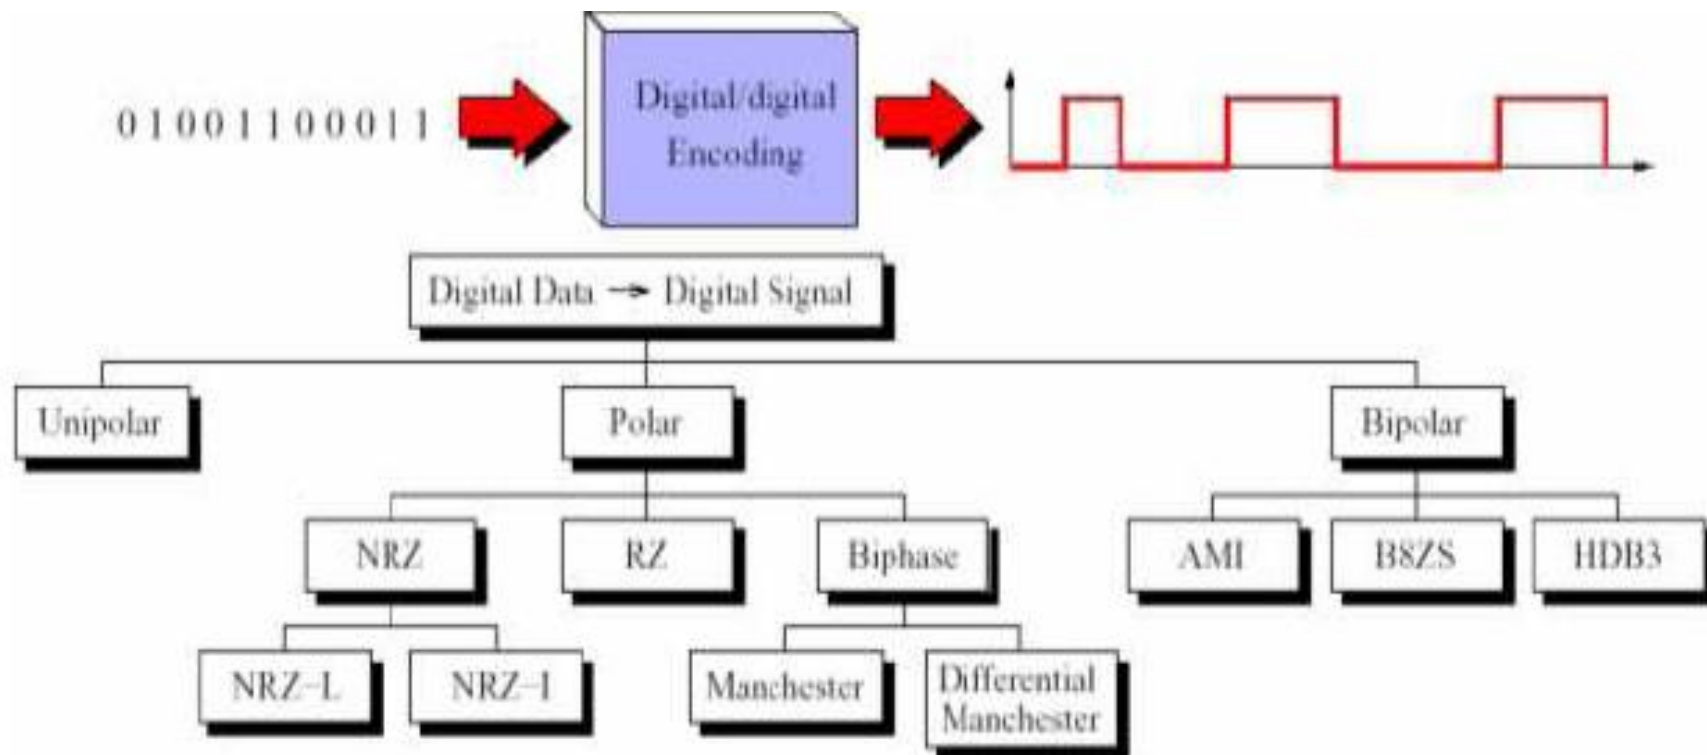 0 1 0 0 1 1 0 0 0 1 1
Digital/digital
Encoding
Digital Data → Digital Signal
Unipolar
Polar
Bipolar
NRZ
RZ
Biphase
AMI
B8ZS
HDB3
NRZ-L
NRZ-I
Manchester
Differential
Manchester